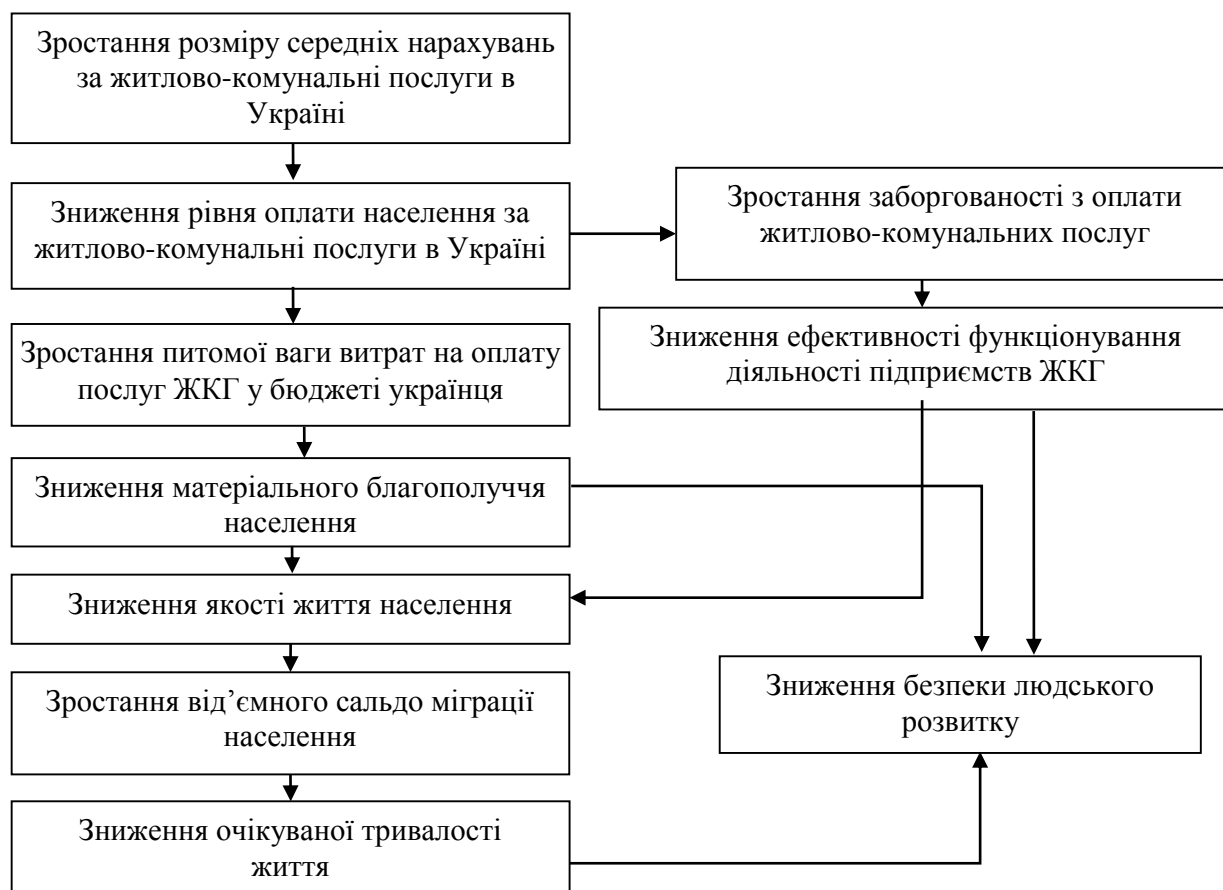 Зростання розміру середніх нарахувань
за житлово-комунальні послуги в
Україні
Зниження рівня оплати населення за
житлово-комунальні послуги в Україні
Зростання заборгованості з оплати
житлово-комунальних послуг
Зростання питомої ваги витрат на оплату
послуг ЖКГ у бюджеті українця
Зниження ефективності функціонування
діяльності підприємств ЖКГ
Зниження матеріального благополуччя
населення
Зниження якості життя населення
Зростання від’ємного сальдо міграції
населення
Зниження безпеки людського
розвитку
Зниження очікуваної тривалості
життя